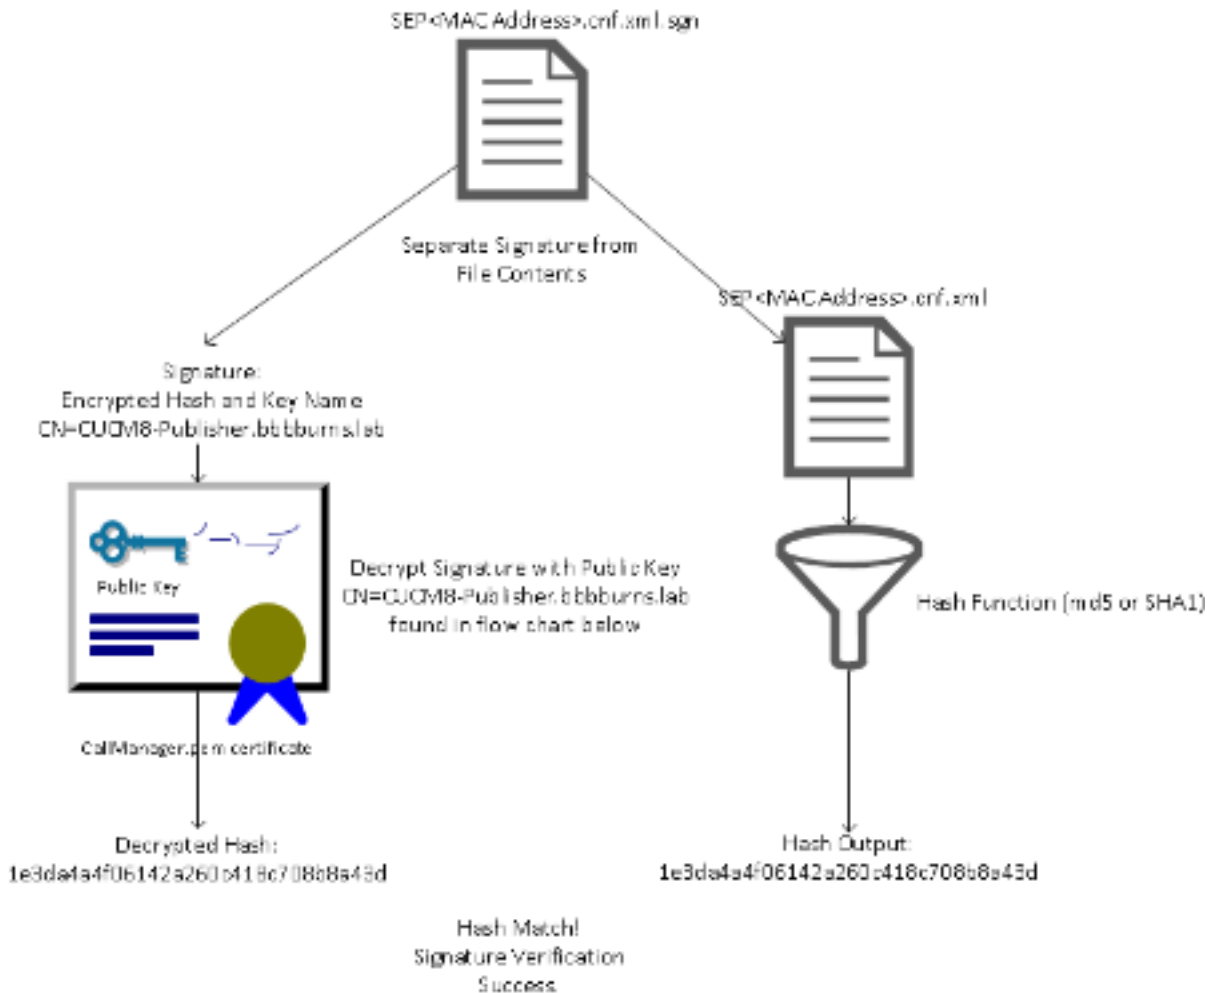 SEP<MAC Address>.cnf.xml.sgn
Separate Signature from
File Contents
SEP<MAC Address>.cnf.xml
Signature:
Encrypted Hash and Key Name
CN=CUCM8-Publisher.bbbburns.lab
Public Key
Decrypt Signature with Public Key
CN=CUCM8-Publisher.bbbburns.lab
found in flow chart below
Hash Function (md5 or SHA1)
CallManager.pem certificate
Decrypted Hash:
1e3da4a4f06142a260c418c708b8a43d
Hash Output:
1e3da4a4f06142a260c418c708b8a43d
Hash Match!
Signature Verification
Success